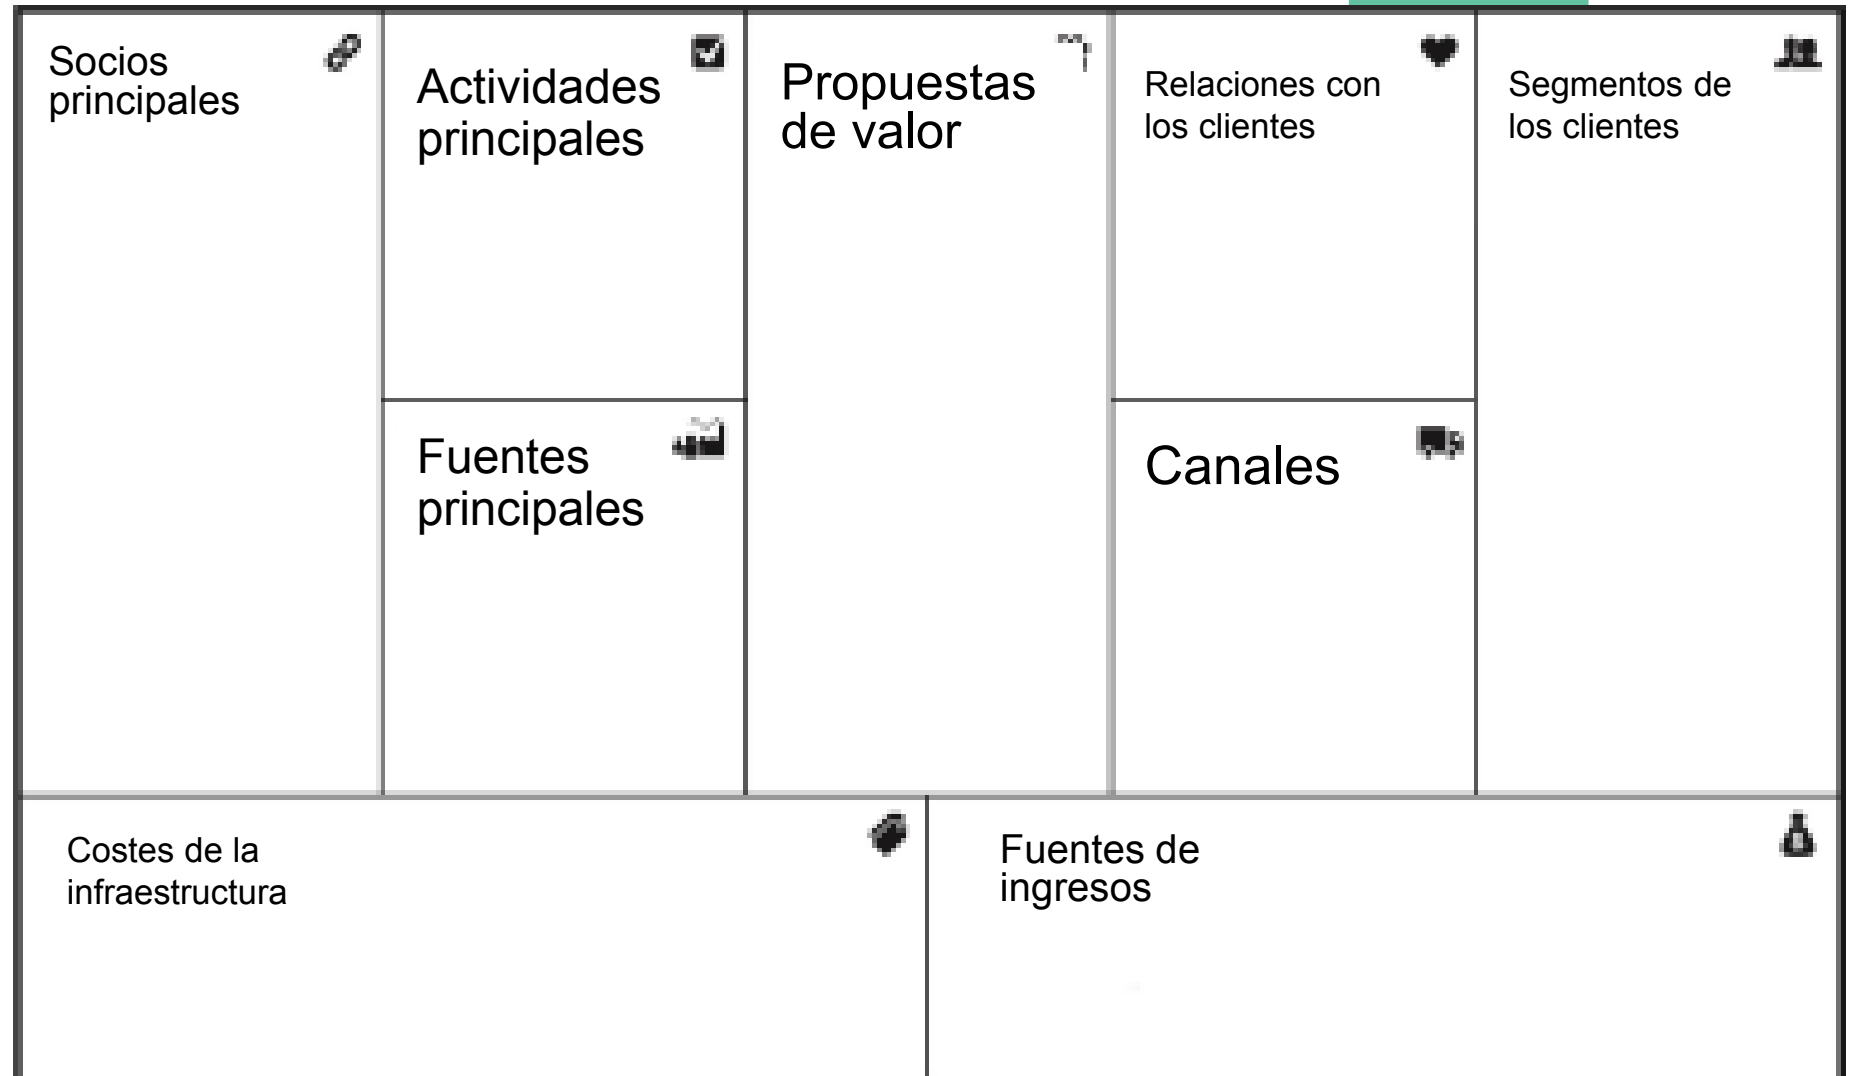 Socios
principales
Actividades
principales
Propuestas
de valor
Relaciones con
los clientes
Segmentos de
los clientes
Fuentes
principales
Canales
Costes de la
infraestructura
Fuentes de
ingresos